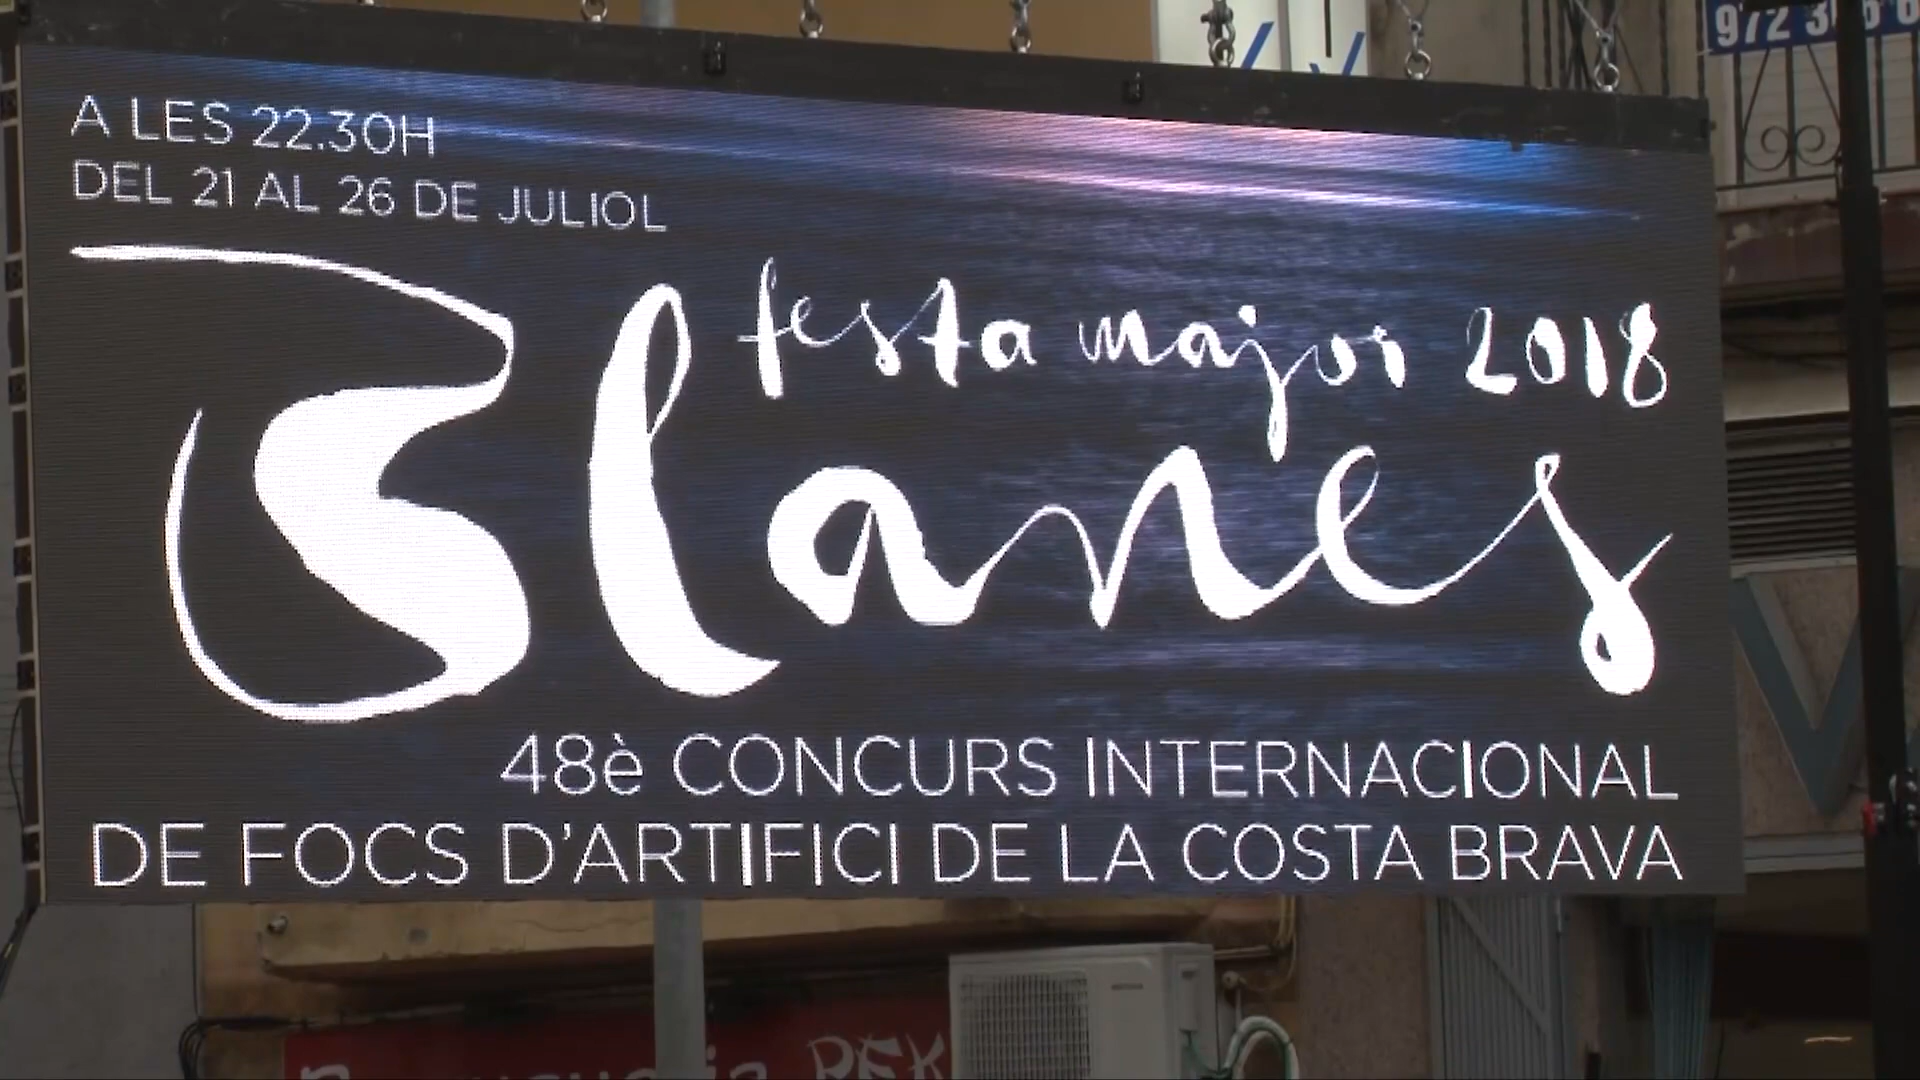 A LES 22.30H
DEL 21 AL 26 DE JULIOL
festa major 2018
Blanes
48è CONCURS INTERNACIONAL
DE FOCS D'ARTIFICI DE LA COSTA BRAVA
972